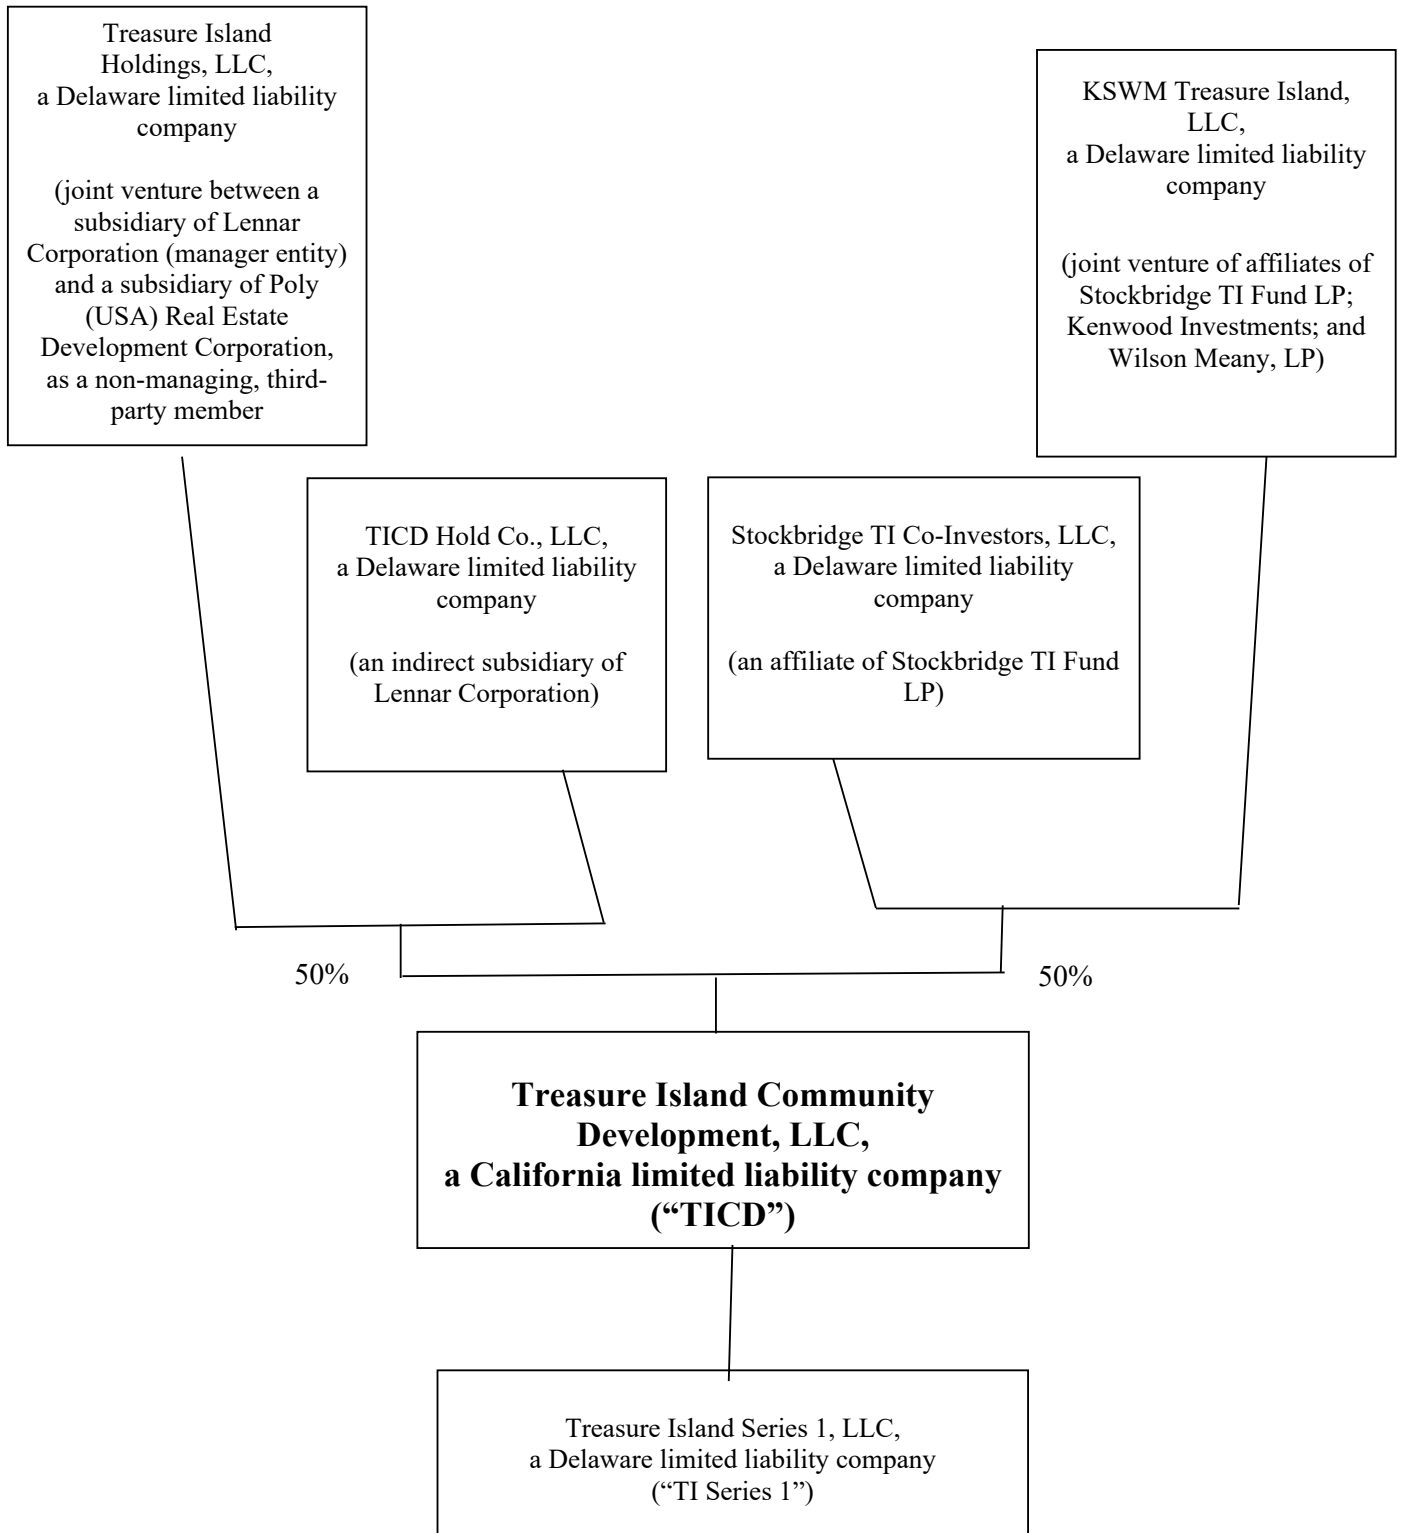 Treasure Island
Holdings, LLC,
a Delaware limited liability
company
(joint venture between a
subsidiary of Lennar
Corporation (manager entity)
and a subsidiary of Poly
(USA) Real Estate
Development Corporation,
as a non-managing, third-
party member
KSWM Treasure Island,
LLC,
a Delaware limited liability
company
(joint venture of affiliates of
Stockbridge TI Fund LP;
Kenwood Investments; and
Wilson Meany, LP)
TICD Hold Co., LLC,
a Delaware limited liability
company
(an indirect subsidiary of
Lennar Corporation)
Stockbridge TI Co-Investors, LLC,
a Delaware limited liability
company
(an affiliate of Stockbridge TI Fund
LP)
50%
50%
Treasure Island Community
Development, LLC,
a California limited liability company
(“TICD”)
Treasure Island Series 1, LLC,
a Delaware limited liability company
(“TI Series 1”)